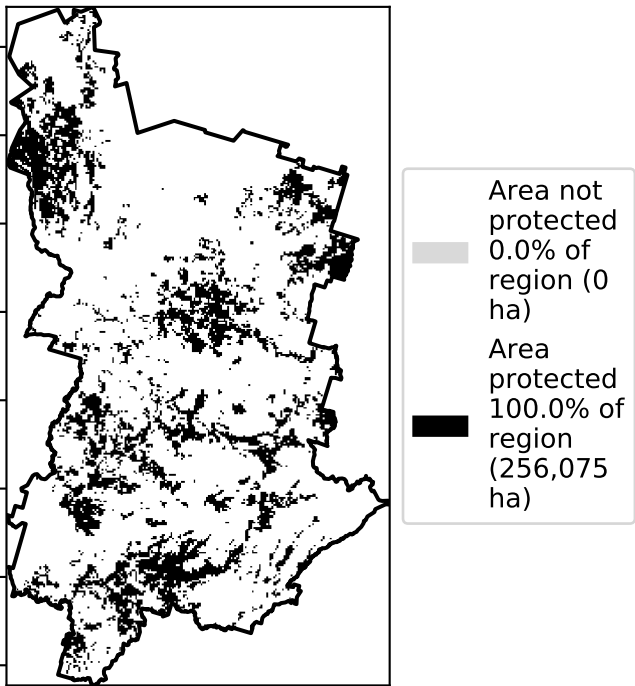 Area not
protected
0.0% of
region (0
ha)
Area
protected
100.0% of
region
(256,075
ha)